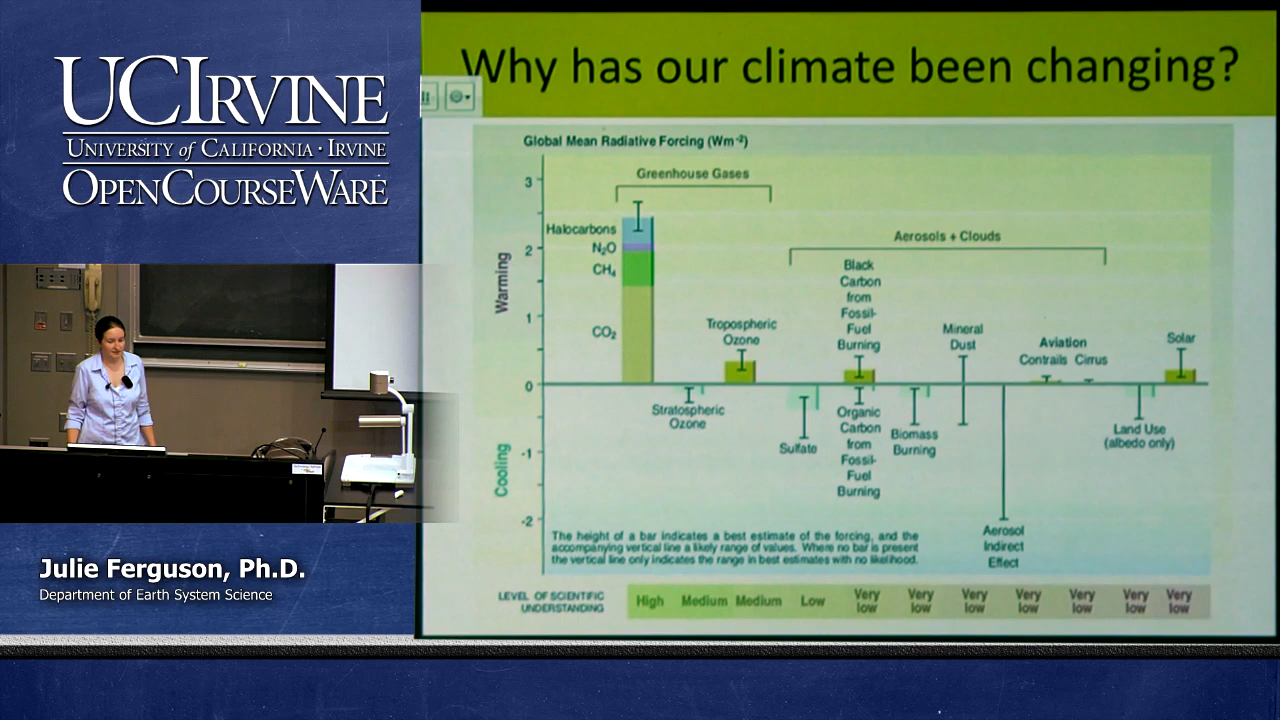 UCIRVINE
UNIVERSITY of CALIFORNIA · IRVINE
OPENCOURSEWARE
Julie Ferguson, Ph.D.
Department of Earth System Science
Why has our climate been changing?
Global Mean Radiative Forcing (Wm⁻²)
Greenhouse Gases
Aerosols + Clouds
Warming
Cooling
3
2
1
0
-1
-2
Halocarbons
N₂O
CH₄
CO₂
Stratospheric
Ozone
Tropospheric
Ozone
Sulfate
Black
Carbon
from
Fossil-
Fuel
Burning
Organic
Carbon
from
Fossil-
Fuel
Burning
Biomass
Burning
Mineral
Dust
Aerosol
Indirect
Effect
Aviation
Contrails Cirrus
Land Use
(albedo only)
Solar
The height of a bar indicates a best estimate of the forcing, and the
accompanying vertical line a likely range of values. Where no bar is present
the vertical line only indicates the range in best estimates with no likelihood.
LEVEL OF SCIENTIFIC
UNDERSTANDING
High
Medium
Medium
Low
Very
low
Very
low
Very
low
Very
low
Very
low
Very
low
Very
low